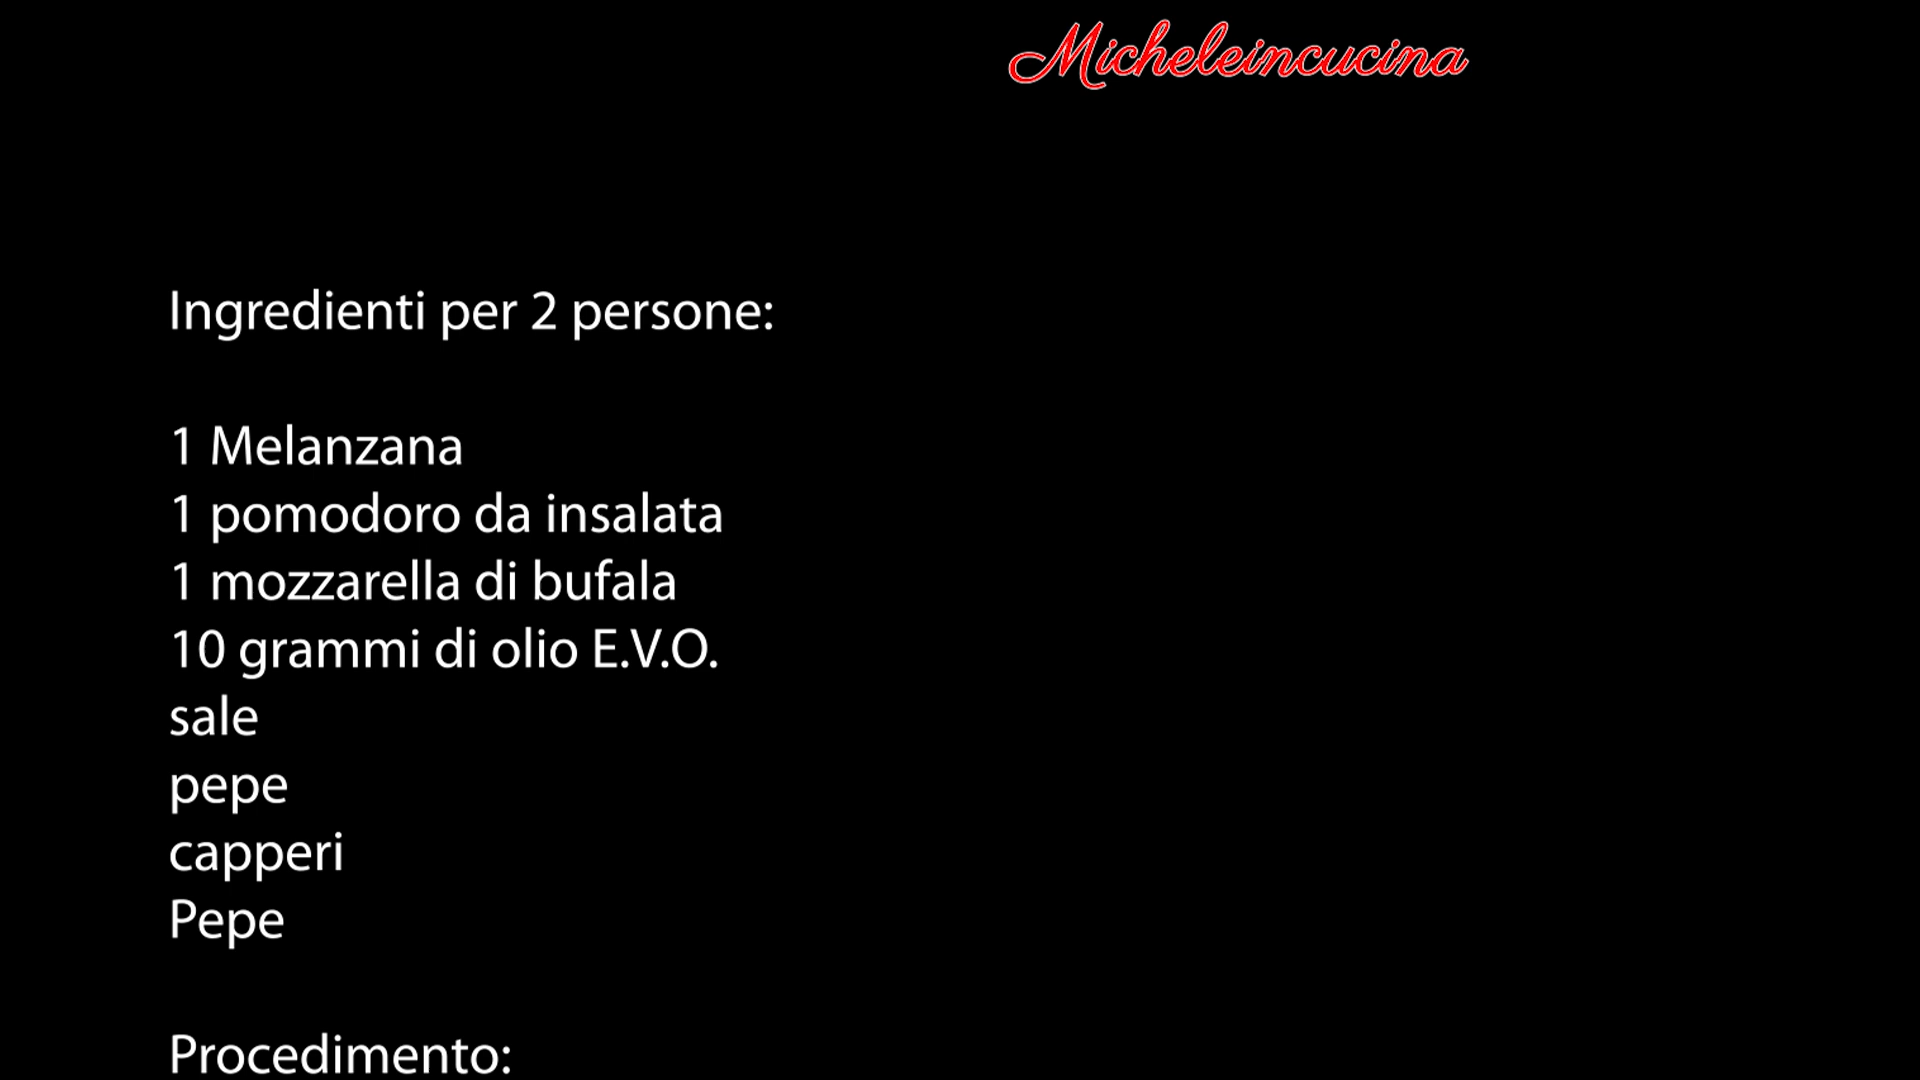 Micheleincucina
Ingredienti per 2 persone:
1 Melanzana
1 pomodoro da insalata
1 mozzarella di bufala
10 grammi di olio E.V.O.
sale
pepe
capperi
Pepe
Procedimento: